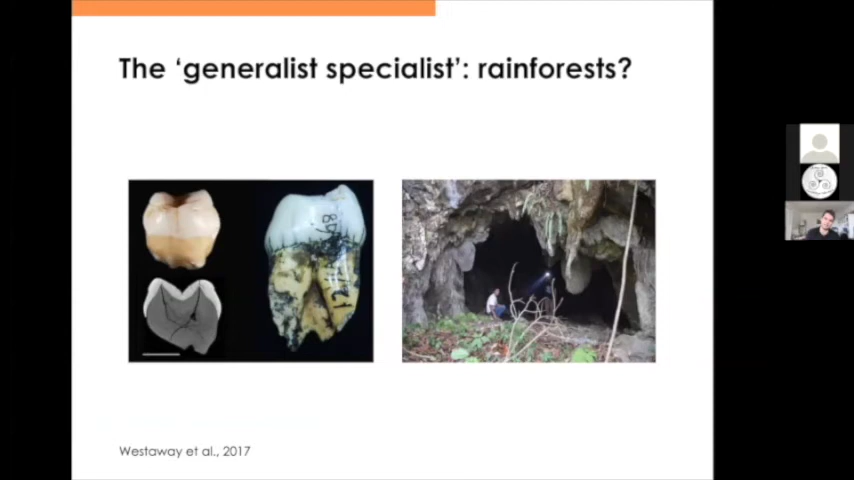 The ‘generalist specialist’: rainforests?
Westaway et al., 2017